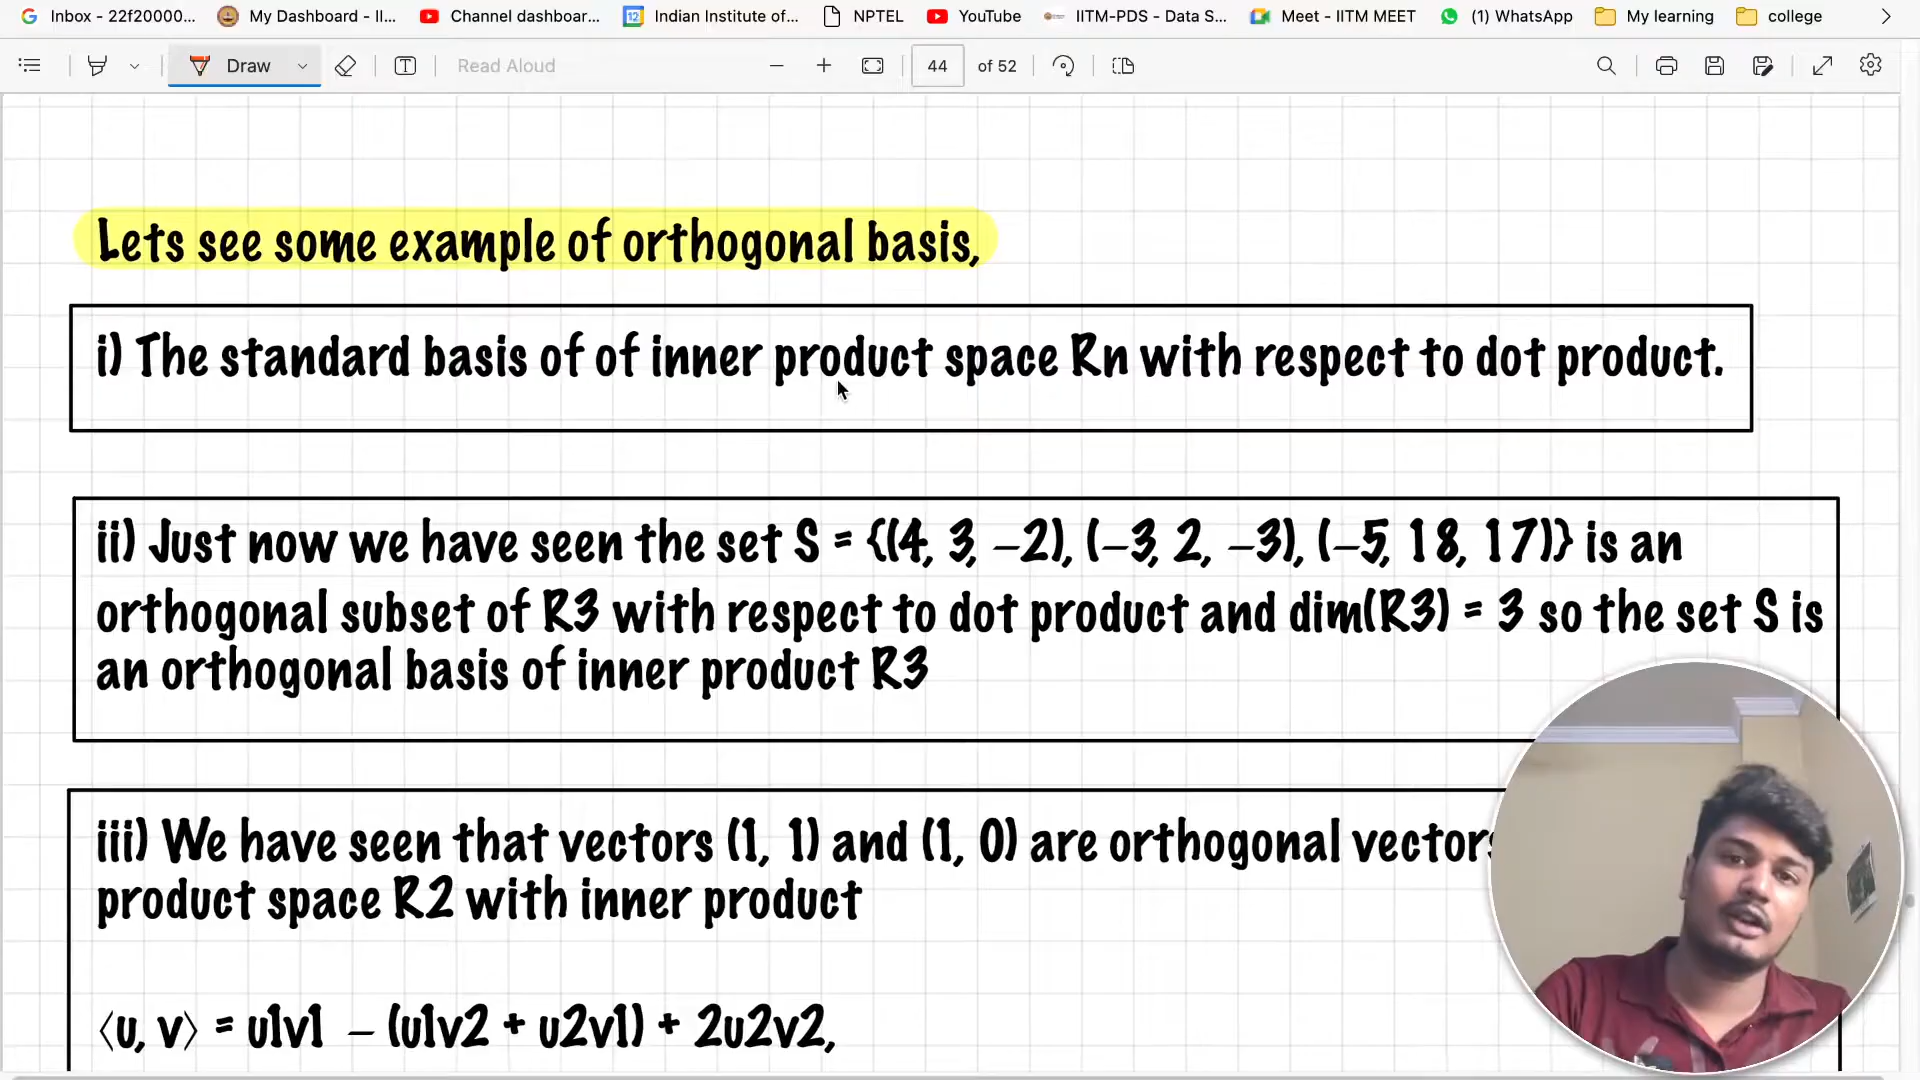 Inbox - 22f20000... My Dashboard - II... Channel dashboar... Indian Institute of... NPTEL YouTube IITM-PDS - Data S... Meet - IITM MEET (1) WhatsApp My learning college
Draw Read Aloud 44 of 52
Lets see some example of orthogonal basis,
i) The standard basis of of inner product space Rn with respect to dot product.
ii) Just now we have seen the set S = {(4, 3, −2), (−3, 2, −3), (−5, 18, 17)} is an
orthogonal subset of R3 with respect to dot product and dim(R3) = 3 so the set S is
an orthogonal basis of inner product R3
iii) We have seen that vectors (1, 1) and (1, 0) are orthogonal vectors
product space R2 with inner product
⟨u, v⟩ = u1v1 − (u1v2 + u2v1) + 2u2v2,